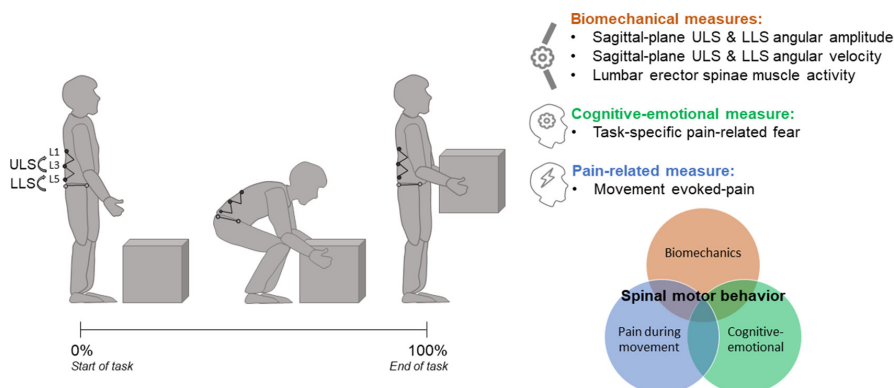 Biomechanical measures:
• Sagittal-plane ULS & LLS angular amplitude
• Sagittal-plane ULS & LLS angular velocity
• Lumbar erector spinae muscle activity
Cognitive-emotional measure:
• Task-specific pain-related fear
Pain-related measure:
• Movement evoked-pain
L1
ULS
L3
LLS
L5
0%
Start of task
100%
End of task
Biomechanics
Spinal motor behavior
Pain during
movement
Cognitive-
emotional